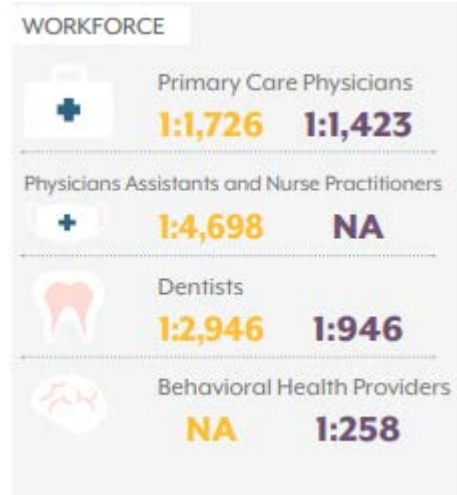 WORKFORCE
Primary Care Physicians
1:1,726 1:1,423
Physicians Assistants and Nurse Practitioners
1:4,698 NA
Dentists
1:2,946 1:946
Behavioral Health Providers
NA 1:258